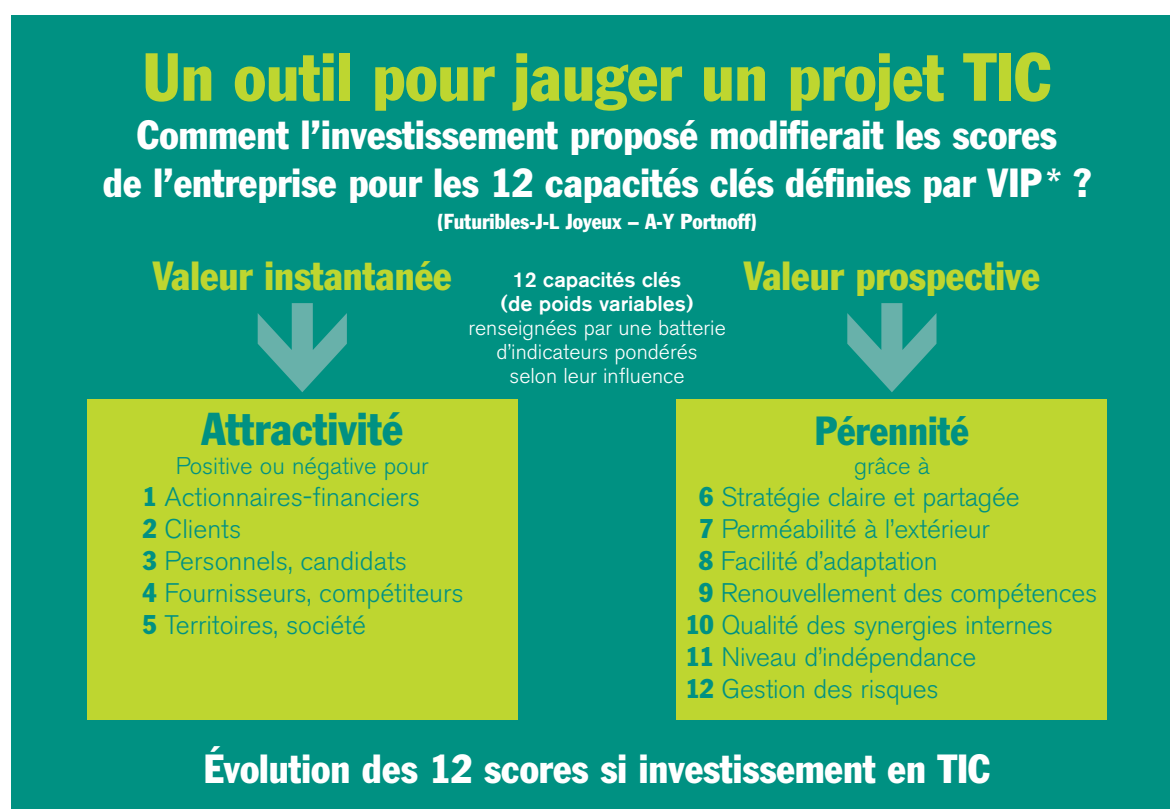 Un outil pour jauger un projet TIC
Comment l'investissement proposé modifierait les scores
de l'entreprise pour les 12 capacités clés définies par VIP* ?
(Futuribles-J-L Joyeux – A-Y Portnoff)
Valeur instantanée
12 capacités clés
(de poids variables)
renseignées par une batterie
d'indicateurs pondérés
selon leur influence
Valeur prospective
Attractivité
Positive ou négative pour
1 Actionnaires-financiers
2 Clients
3 Personnels, candidats
4 Fournisseurs, compétiteurs
5 Territoires, société
Pérennité
grâce à
6 Stratégie claire et partagée
7 Perméabilité à l'extérieur
8 Facilité d'adaptation
9 Renouvellement des compétences
10 Qualité des synergies internes
11 Niveau d'indépendance
12 Gestion des risques
Évolution des 12 scores si investissement en TIC